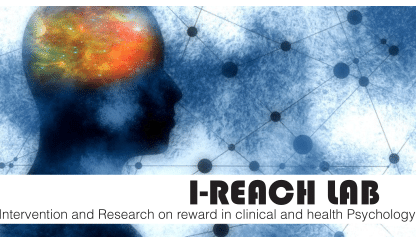 I-REACH LAB
Intervention and Research on reward in clinical and health Psychology